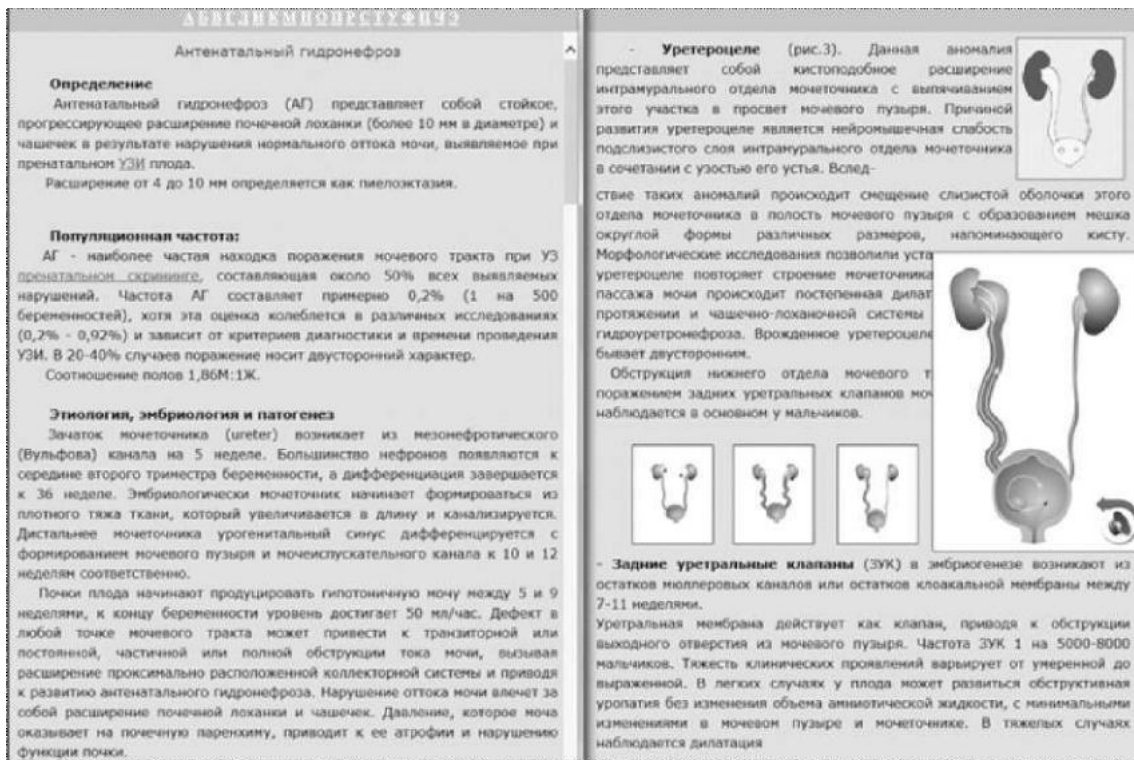 А Б В Г Д И К М Н О П Р С Т У Ф Ц Ч Э
Антенатальный гидронефроз
Определение
Антенатальный гидронефроз (АГ) представляет собой стойкое,
прогрессирующее расширение почечной лоханки (более 10 мм в диаметре) и
чашечек в результате нарушения нормального оттока мочи, выявляемое при
пренатальном УЗИ плода.
Расширение от 4 до 10 мм определяется как пиелоэктазия.
Популяционная частота:
АГ - наиболее частая находка поражения мочевого тракта при УЗ
пренатальном скрининге, составляющая около 50% всех выявляемых
нарушений. Частота АГ составляет примерно 0,2% (1 на 500
беременностей), хотя эта оценка колеблется в различных исследованиях
(0,2% - 0,92%) и зависит от критериев диагностики и времени проведения
УЗИ. В 20-40% случаев поражение носит двусторонний характер.
Соотношение полов 1,86М:1Ж.
Этиология, эмбриология и патогенез
Зачаток мочеточника (ureter) возникает из мезонефротического
(Вульфова) канала на 5 неделе. Большинство нефронов появляются к
середине второго триместра беременности, а дифференциация завершается
к 36 неделе. Эмбриологически мочеточник начинает формироваться из
плотного тяжа ткани, который увеличивается в длину и канализируется.
Дистальнее мочеточника урогенитальный синус дифференцируется с
формированием мочевого пузыря и мочеиспускательного канала к 10 и 12
неделям соответственно.
Почки плода начинают продуцировать гипотоничную мочу между 5 и 9
неделями, к концу беременности уровень достигает 50 мл/час. Дефект в
любой точке мочевого тракта может привести к транзиторной или
постоянной, частичной или полной обструкции тока мочи, вызывая
расширение проксимально расположенной коллекторной системы и приводя
к развитию антенатального гидронефроза. Нарушение оттока мочи влечет за
собой расширение почечной лоханки и чашечек. Давление, которое моча
оказывает на почечную паренхиму, приводит к ее атрофии и нарушению
функции почки.
- Уретероцеле (рис.3). Данная аномалия
представляет собой кистоподобное расширение
интрамурального отдела мочеточника с выпячиванием
этого участка в просвет мочевого пузыря. Причиной
развития уретероцеле является нейромышечная слабость
подслизистого слоя интрамурального отдела мочеточника
в сочетании с узостью его устья. Вслед-
ствие таких аномалий происходит смещение слизистой оболочки этого
отдела мочеточника в полость мочевого пузыря с образованием мешка
округлой формы различных размеров, напоминающего кисту.
Морфологические исследования позволили уста
уретероцеле повторяет строение мочеточника
пассажа мочи происходит постепенная дилат
протяжении и чашечно-лоханочной системы
гидроуретронефроза. Врожденное уретероцеле
бывает двусторонним.
Обструкция нижнего отдела мочевого т
поражением задних уретральных клапанов моч
наблюдается в основном у мальчиков.
- Задние уретральные клапаны (ЗУК) в эмбриогенезе возникают из
остатков мюллеровых каналов или остатков клоакальной мембраны между
7-11 неделями.
Уретральная мембрана действует как клапан, приводя к обструкции
выходного отверстия из мочевого пузыря. Частота ЗУК 1 на 5000-8000
мальчиков. Тяжесть клинических проявлений варьирует от умеренной до
выраженной. В легких случаях у плода может развиться обструктивная
уропатия без изменения объема амниотической жидкости, с минимальными
изменениями в мочевом пузыре и мочеточнике. В тяжелых случаях
наблюдается дилатация